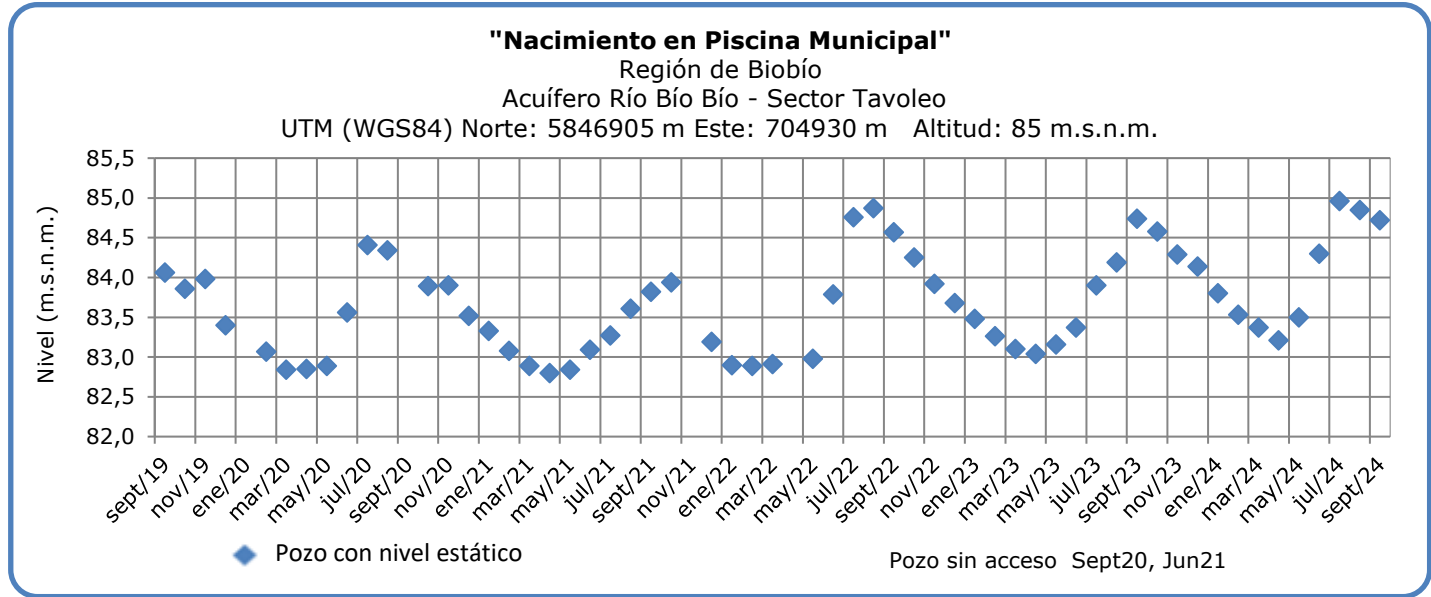 "Nacimiento en Piscina Municipal"
Región de Biobío
Acuífero Río Bío Bío - Sector Tavoleo
UTM (WGS84) Norte: 5846905 m Este: 704930 m Altitud: 85 m.s.n.m.
Nivel (m.s.n.m.)
85,5
85,0
84,5
84,0
83,5
83,0
82,5
82,0
sept/19
nov/19
ene/20
mar/20
may/20
jul/20
sept/20
nov/20
ene/21
mar/21
may/21
jul/21
sept/21
nov/21
ene/22
mar/22
may/22
jul/22
sept/22
nov/22
ene/23
mar/23
may/23
jul/23
sept/23
nov/23
ene/24
mar/24
may/24
jul/24
sept/24
Pozo con nivel estático
Pozo sin acceso Sept20, Jun21